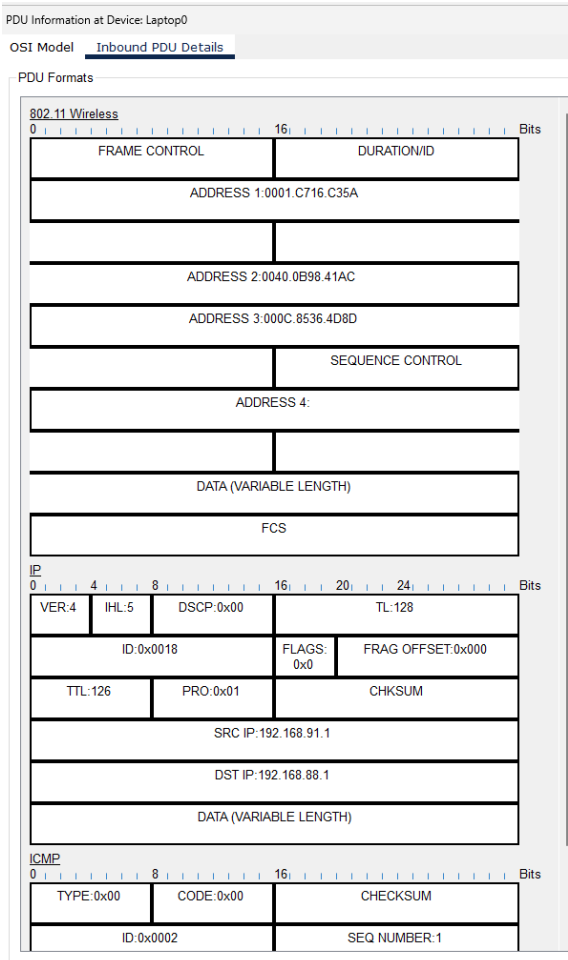 PDU Information at Device: Laptop0
OSI Model Inbound PDU Details
PDU Formats
802.11 Wireless
0 16 Bits
FRAME CONTROL DURATION/ID
ADDRESS 1:0001.C716.C35A
ADDRESS 2:0040.0B98.41AC
ADDRESS 3:000C.8536.4D8D
SEQUENCE CONTROL
ADDRESS 4:
DATA (VARIABLE LENGTH)
FCS
IP
0 4 8 16 20 24 Bits
VER:4 IHL:5 DSCP:0x00 TL:128
ID:0x0018 FLAGS: FRAG OFFSET:0x000
0x0
TTL:126 PRO:0x01 CHKSUM
SRC IP:192.168.91.1
DST IP:192.168.88.1
DATA (VARIABLE LENGTH)
ICMP
0 8 16 Bits
TYPE:0x00 CODE:0x00 CHECKSUM
ID:0x0002 SEQ NUMBER:1